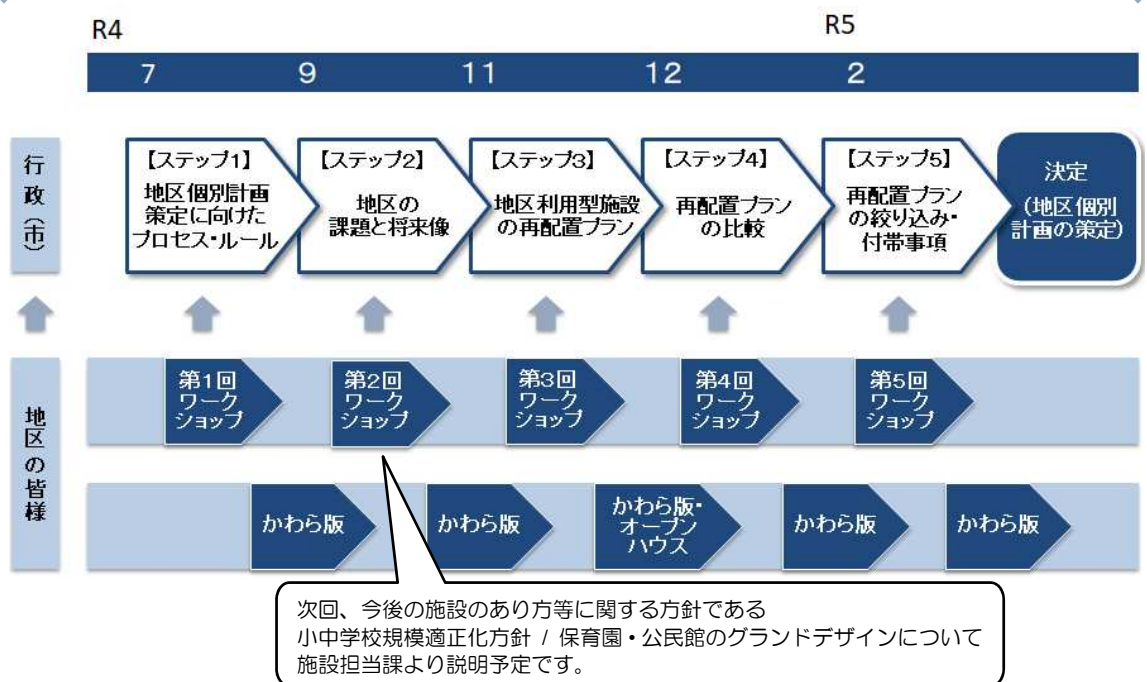 R4
R5
7
9
11
12
2
行政（市）
【ステップ1】
地区個別計画
策定に向けた
プロセス・ルール
【ステップ2】
地区の
課題と将来像
【ステップ3】
地区利用型施設
の再配置プラン
【ステップ4】
再配置プラン
の比較
【ステップ5】
再配置プラン
の絞り込み・
付帯事項
決定
（地区個別
計画の策定）
地区の皆様
第1回
ワーク
ショップ
第2回
ワーク
ショップ
第3回
ワーク
ショップ
第4回
ワーク
ショップ
第5回
ワーク
ショップ
かわら版
かわら版
かわら版・
オープン
ハウス
かわら版
かわら版
次回、今後の施設のあり方等に関する方針である
小中学校規模適正化方針 / 保育園・公民館のグランドデザインについて
施設担当課より説明予定です。